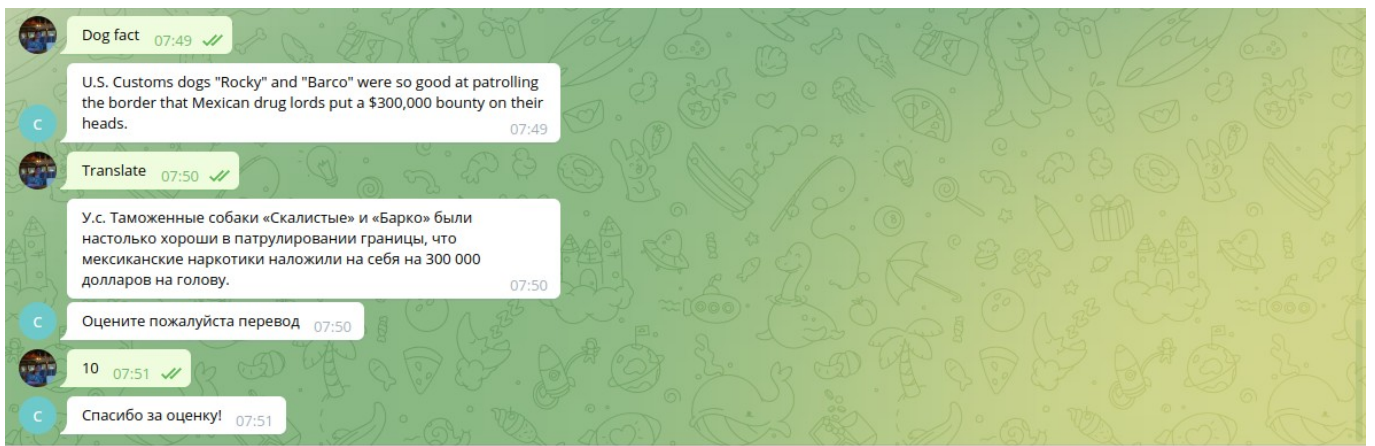 Dog fact 07:49
U.S. Customs dogs "Rocky" and "Barco" were so good at patrolling
the border that Mexican drug lords put a $300,000 bounty on their
heads. 07:49
C
Translate 07:50
У.с. Таможенные собаки «Скалистые» и «Барко» были
настолько хороши в патрулировании границы, что
мексиканские наркотики наложили на себя на 300 000
долларов на голову. 07:50
C
Оцените пожалуйста перевод 07:50
10 07:51
C
Спасибо за оценку! 07:51